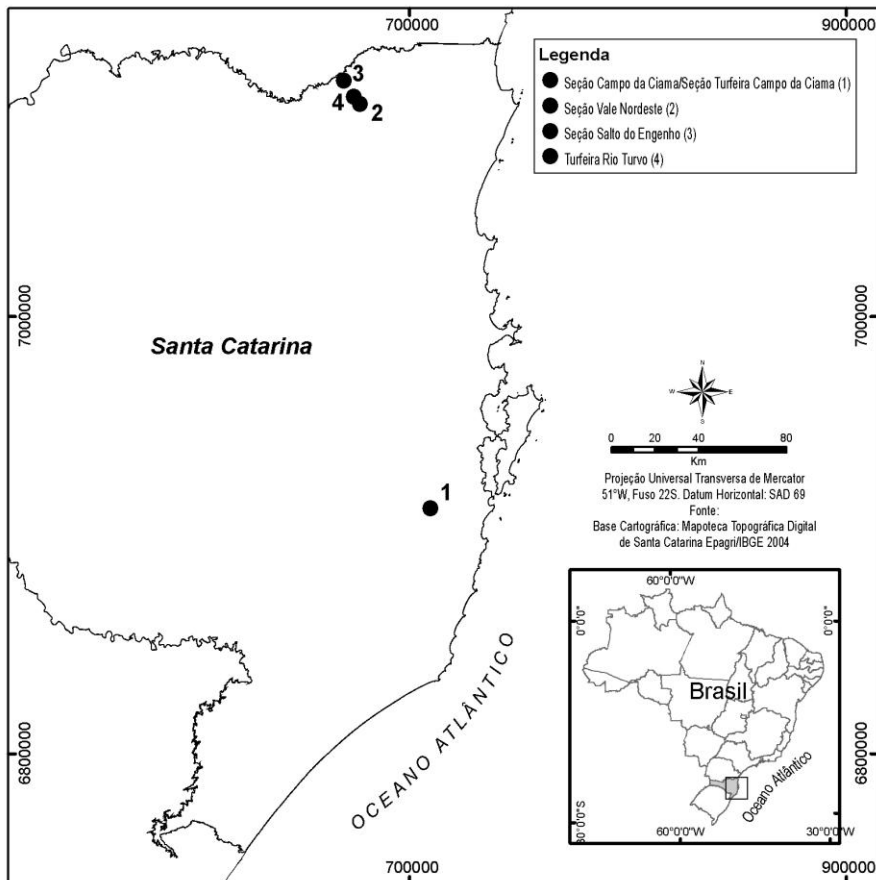 700000
900000
Legenda
Seção Campo da Ciama/Seção Turfeira Campo da Ciama (1)
Seção Vale Nordeste (2)
Seção Salto do Engenho (3)
Turfeira Rio Turvo (4)
3
4
2
7000000
7000000
Santa Catarina
N
W
E
S
0 20 40 80
Km
Projeção Universal Transversa de Mercator
51°W, Fuso 22S. Datum Horizontal: SAD 69
Fonte:
Base Cartográfica: Mapoteca Topográfica Digital
de Santa Catarina Epagri/IBGE 2004
1
60°0'0"W
0°0'0"
0°0'0"
Brasil
Oceano Atlântico
30°0'0"S
60°0'0"W
30°0'0"W
OCEANO ATLÂNTICO
6800000
6800000
700000
900000